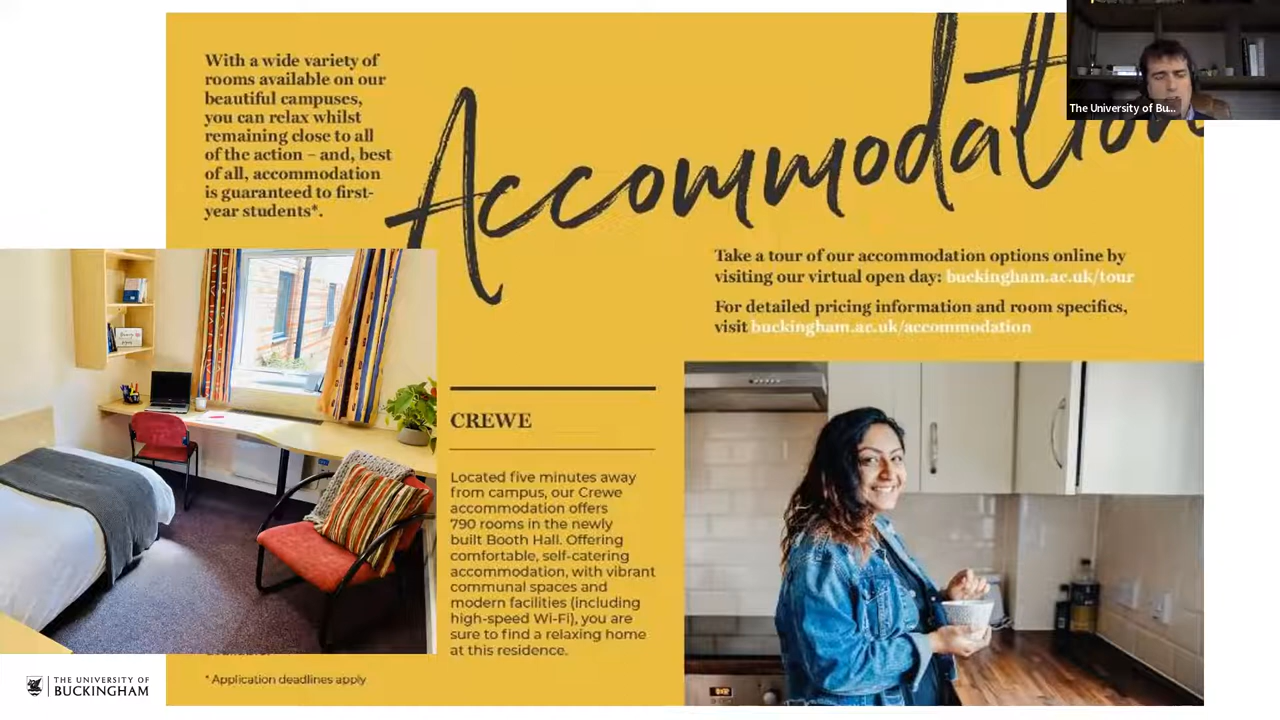 With a wide variety of
rooms available on our
beautiful campuses,
you can relax whilst
remaining close to all
of the action – and, best
of all, accommodation
is guaranteed to first-
year students*.
Accommodation
The University of Bu...
Take a tour of our accommodation options online by
visiting our virtual open day: buckingham.ac.uk/tour
For detailed pricing information and room specifics,
visit buckingham.ac.uk/accommodation
CREWE
Located five minutes away
from campus, our Crewe
accommodation offers
790 rooms in the newly
built Booth Hall. Offering
comfortable, self-catering
accommodation, with vibrant
communal spaces and
modern facilities (including
high-speed Wi-Fi), you are
sure to find a relaxing home
at this residence.
* Application deadlines apply
THE UNIVERSITY OF
BUCKINGHAM